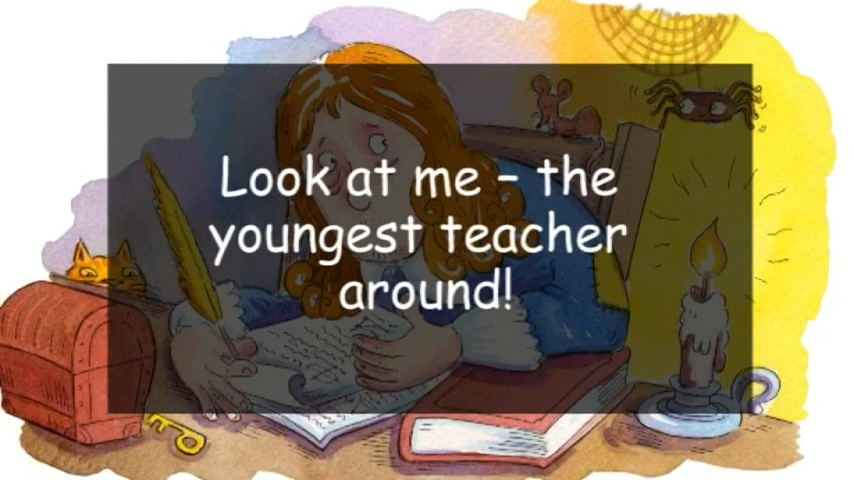 Look at me – the
youngest teacher
around!